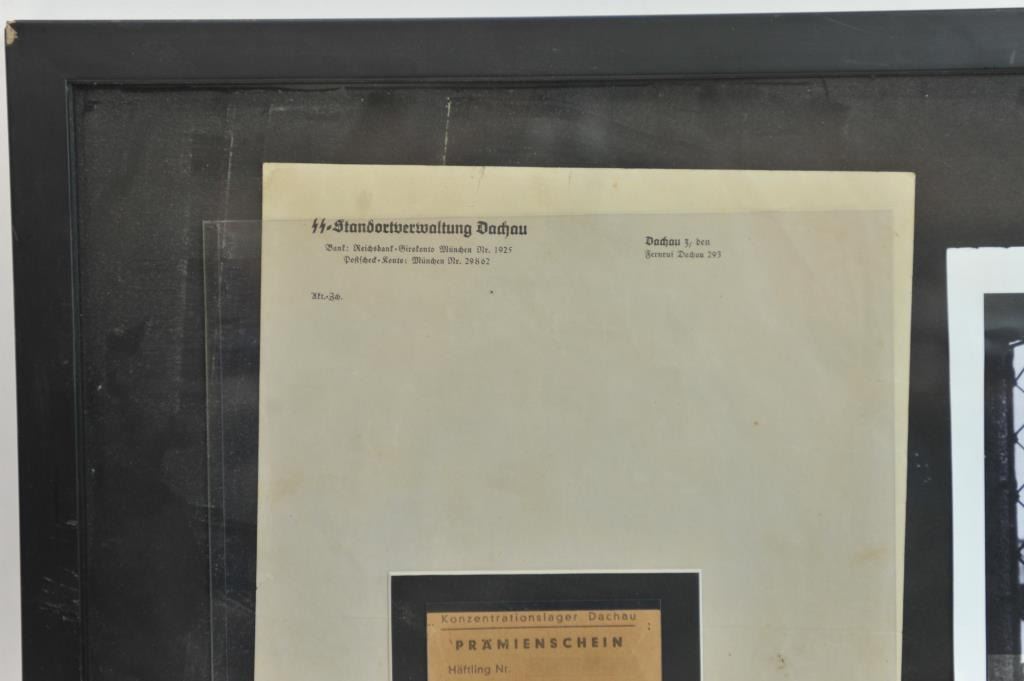 ᛋᛋ-Standortverwaltung Dachau
Bank: Reichsbank-Girokonto München Nr. 1925
Postscheck-Konto: München Nr. 29862
Dachau 3, den
Fernruf Dachau 293
Akt.-Zch.
Konzentrationslager Dachau
PRÄMIENSCHEIN
Häftling Nr.